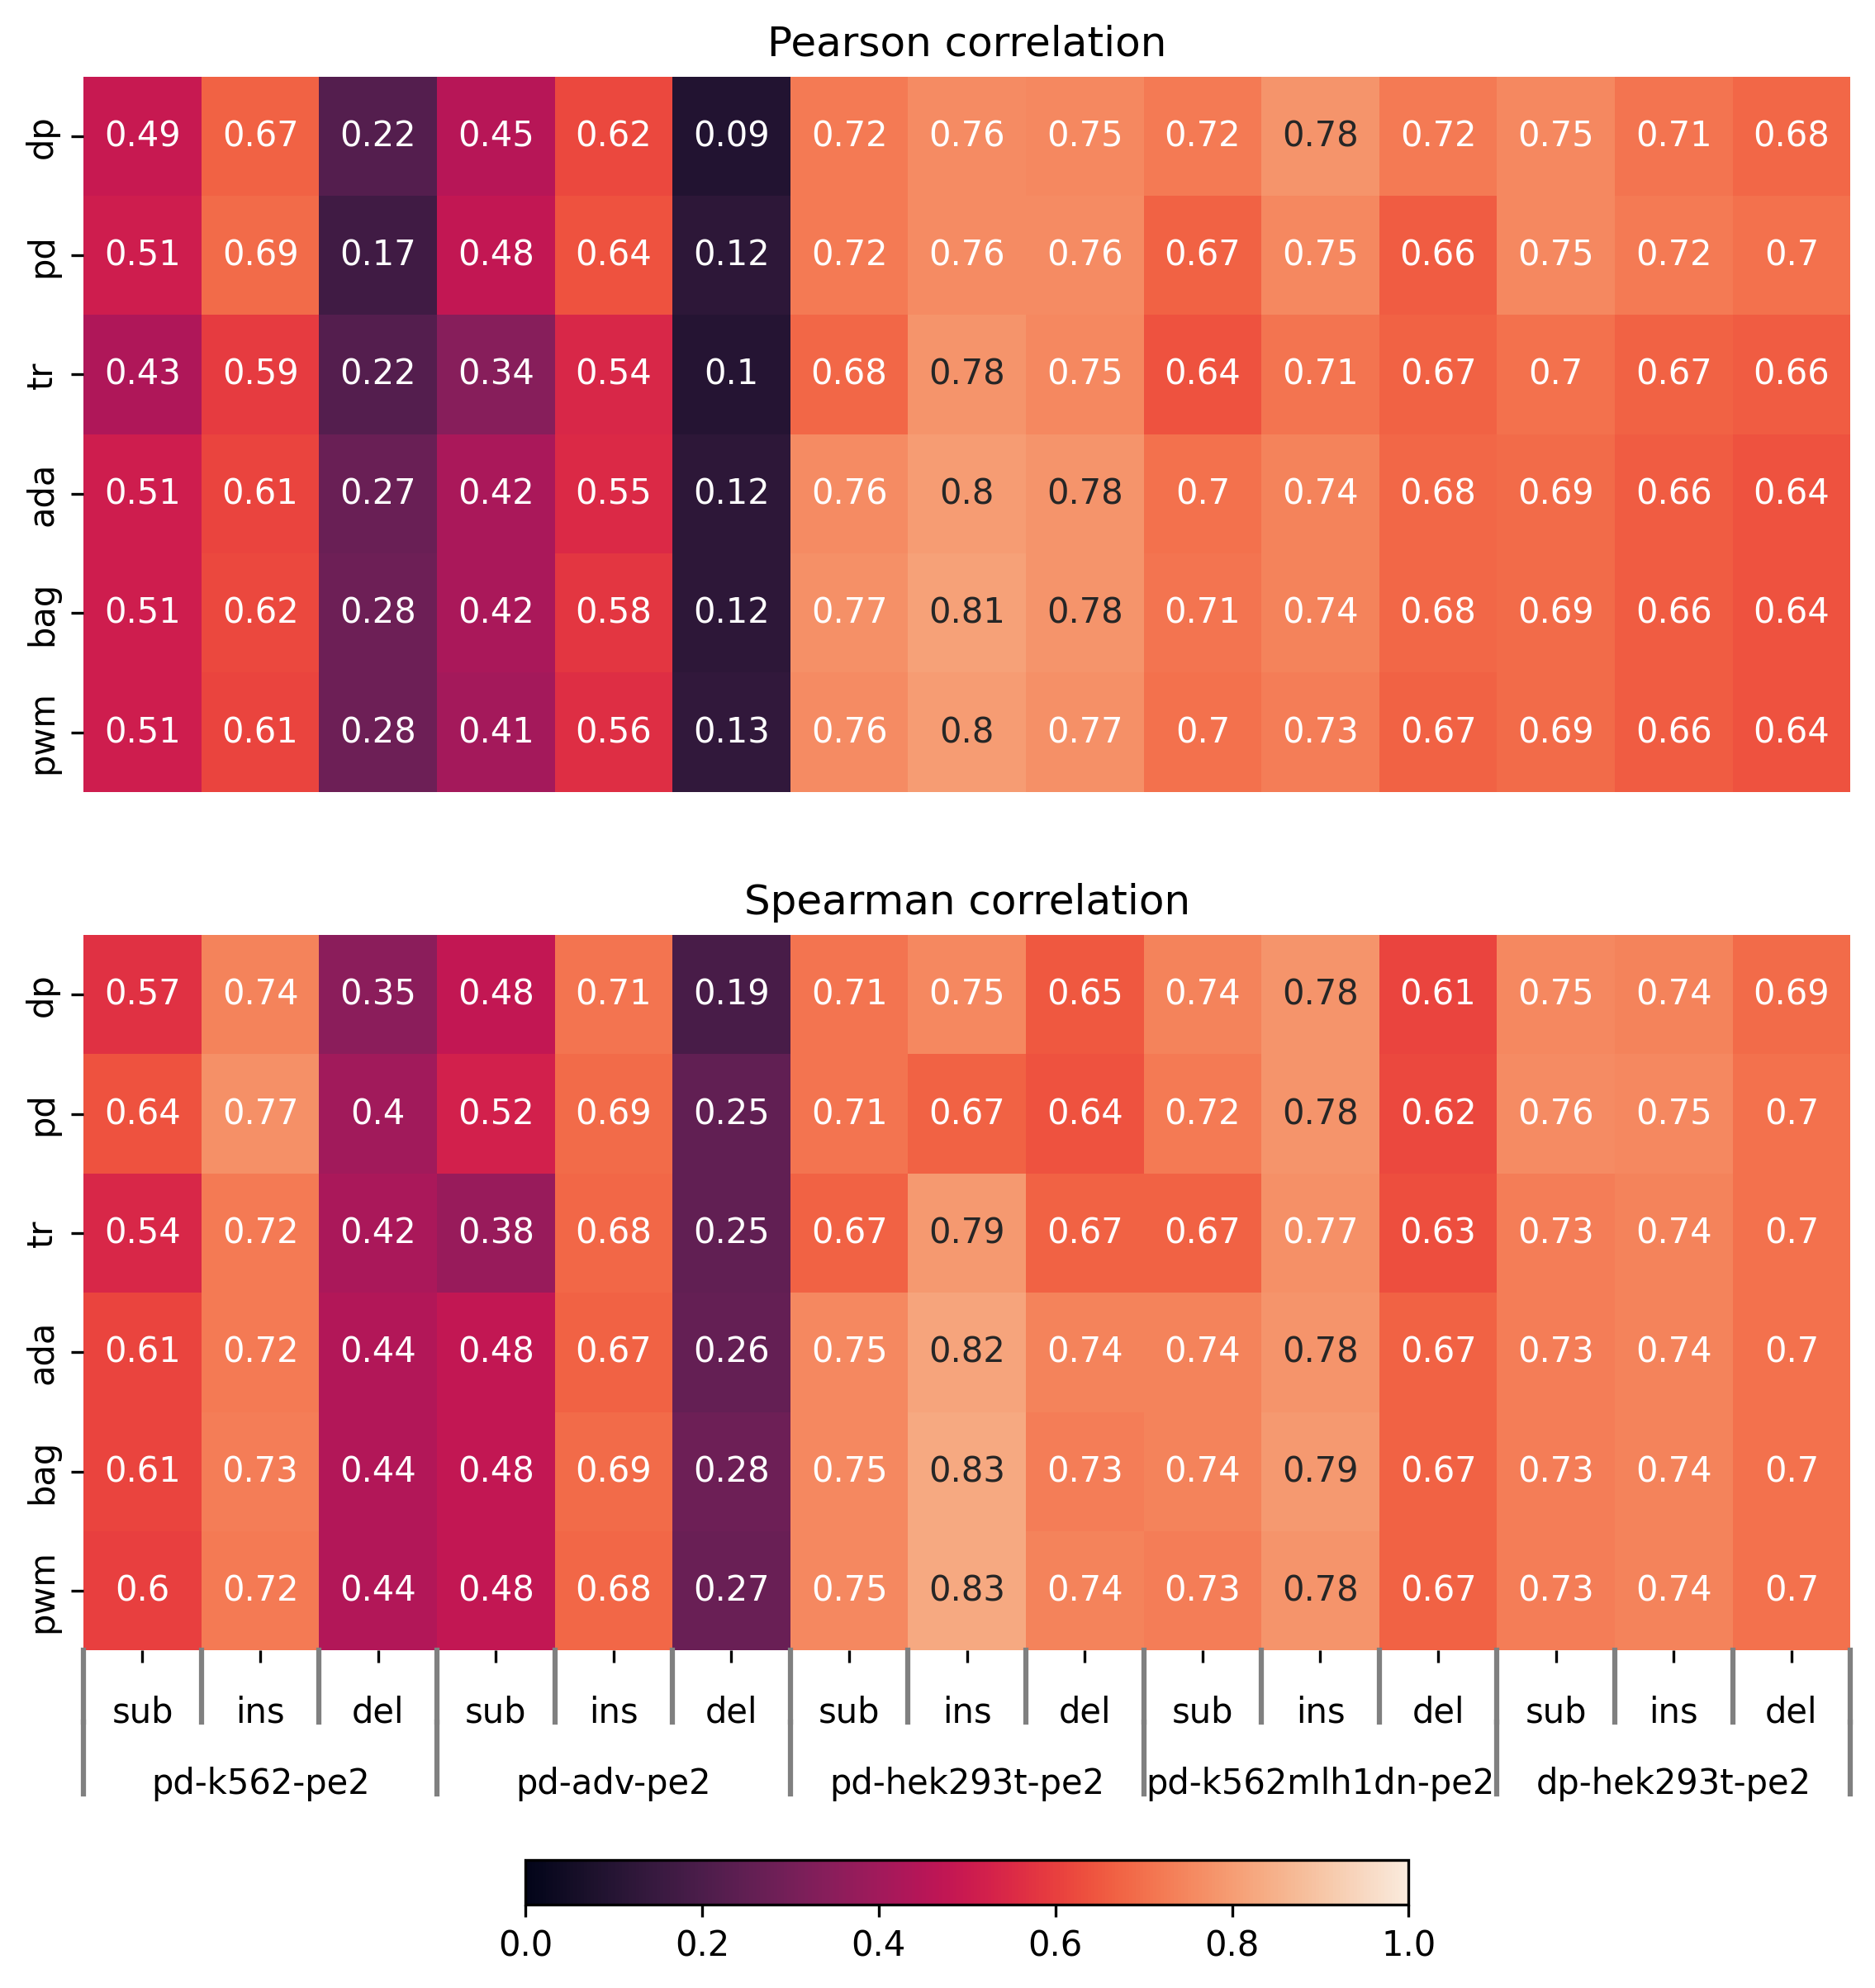 Pearson correlation
dp 0.49 0.67 0.22 0.45 0.62 0.09 0.72 0.76 0.75 0.72 0.78 0.72 0.75 0.71 0.68
pd 0.51 0.69 0.17 0.48 0.64 0.12 0.72 0.76 0.76 0.67 0.75 0.66 0.75 0.72 0.7
tr 0.43 0.59 0.22 0.34 0.54 0.1 0.68 0.78 0.75 0.64 0.71 0.67 0.7 0.67 0.66
ada 0.51 0.61 0.27 0.42 0.55 0.12 0.76 0.8 0.78 0.7 0.74 0.68 0.69 0.66 0.64
bag 0.51 0.62 0.28 0.42 0.58 0.12 0.77 0.81 0.78 0.71 0.74 0.68 0.69 0.66 0.64
pwm 0.51 0.61 0.28 0.41 0.56 0.13 0.76 0.8 0.77 0.7 0.73 0.67 0.69 0.66 0.64
Spearman correlation
dp 0.57 0.74 0.35 0.48 0.71 0.19 0.71 0.75 0.65 0.74 0.78 0.61 0.75 0.74 0.69
pd 0.64 0.77 0.4 0.52 0.69 0.25 0.71 0.67 0.64 0.72 0.78 0.62 0.76 0.75 0.7
tr 0.54 0.72 0.42 0.38 0.68 0.25 0.67 0.79 0.67 0.67 0.77 0.63 0.73 0.74 0.7
ada 0.61 0.72 0.44 0.48 0.67 0.26 0.75 0.82 0.74 0.74 0.78 0.67 0.73 0.74 0.7
bag 0.61 0.73 0.44 0.48 0.69 0.28 0.75 0.83 0.73 0.74 0.79 0.67 0.73 0.74 0.7
pwm 0.6 0.72 0.44 0.48 0.68 0.27 0.75 0.83 0.74 0.73 0.78 0.67 0.73 0.74 0.7
sub ins del sub ins del sub ins del sub ins del sub ins del
pd-k562-pe2 pd-adv-pe2 pd-hek293t-pe2 pd-k562mlh1dn-pe2 dp-hek293t-pe2
0.0 0.2 0.4 0.6 0.8 1.0